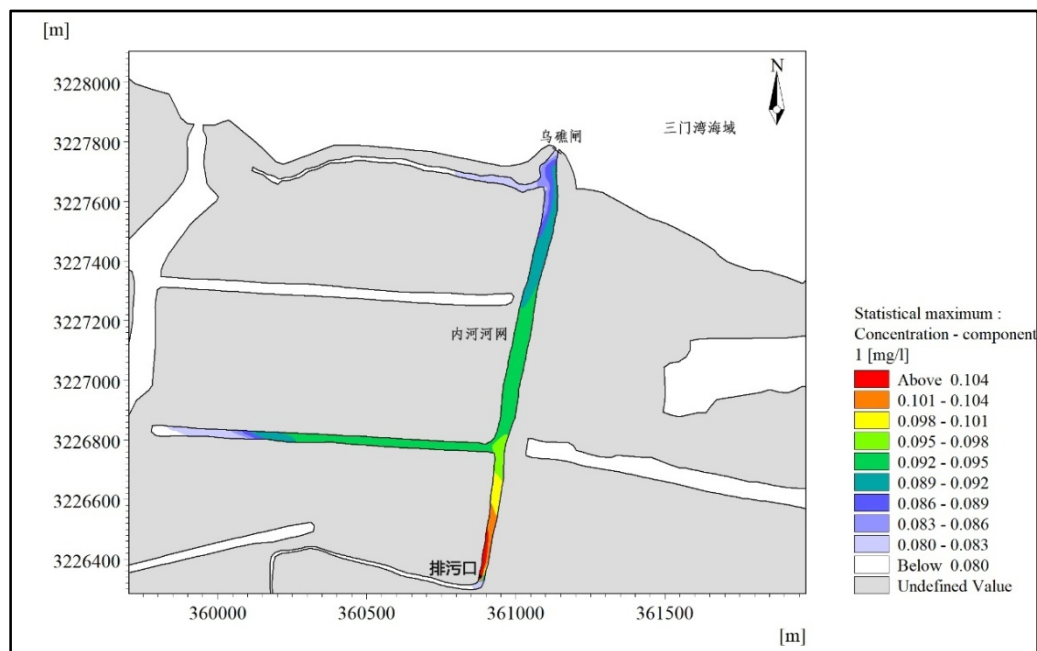 [m]
N
3228000
乌礁闸
三门湾海域
3227800
3227600
3227400
3227200
内河河网
3227000
3226800
3226600
3226400
排污口
360000
360500
361000
361500
[m]
Statistical maximum :
Concentration - component
1 [mg/l]
Above 0.104
0.101 - 0.104
0.098 - 0.101
0.095 - 0.098
0.092 - 0.095
0.089 - 0.092
0.086 - 0.089
0.083 - 0.086
0.080 - 0.083
Below 0.080
Undefined Value